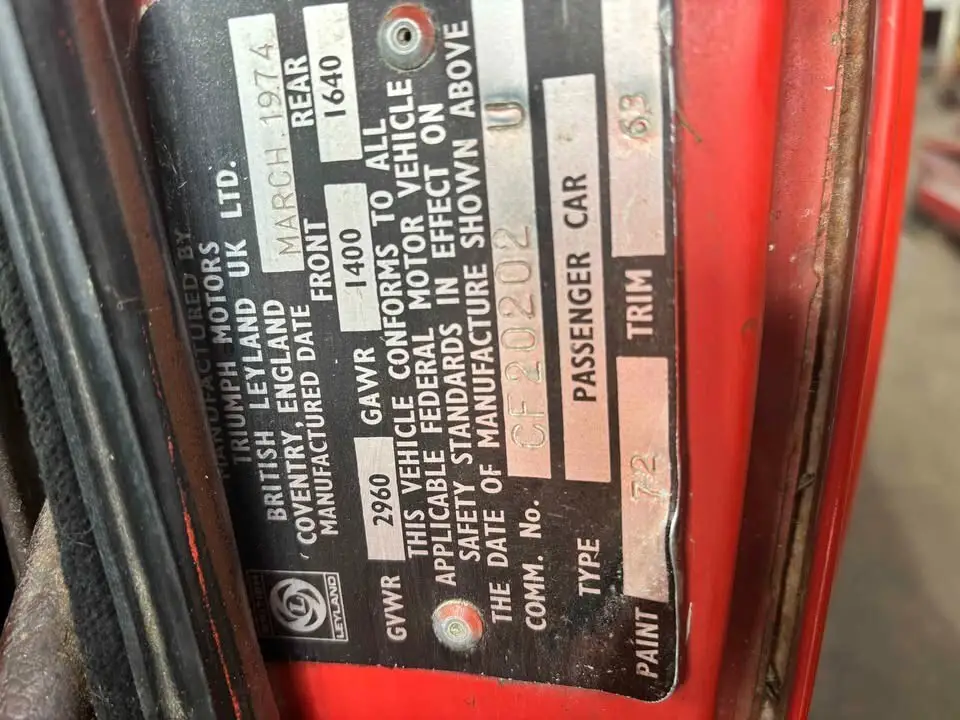 MANUFACTURED BY
TRIUMPH MOTORS
BRITISH LEYLAND UK LTD.
COVENTRY, ENGLAND
MANUFACTURED DATE MARCH.1974
FRONT REAR
GVWR 2960 GAWR 1400 1640
THIS VEHICLE CONFORMS TO ALL
APPLICABLE FEDERAL MOTOR VEHICLE
SAFETY STANDARDS IN EFFECT ON
THE DATE OF MANUFACTURE SHOWN ABOVE
COMM. No. CF20202 U
TYPE PASSENGER CAR
PAINT 72 TRIM 63
L
LEYLAND